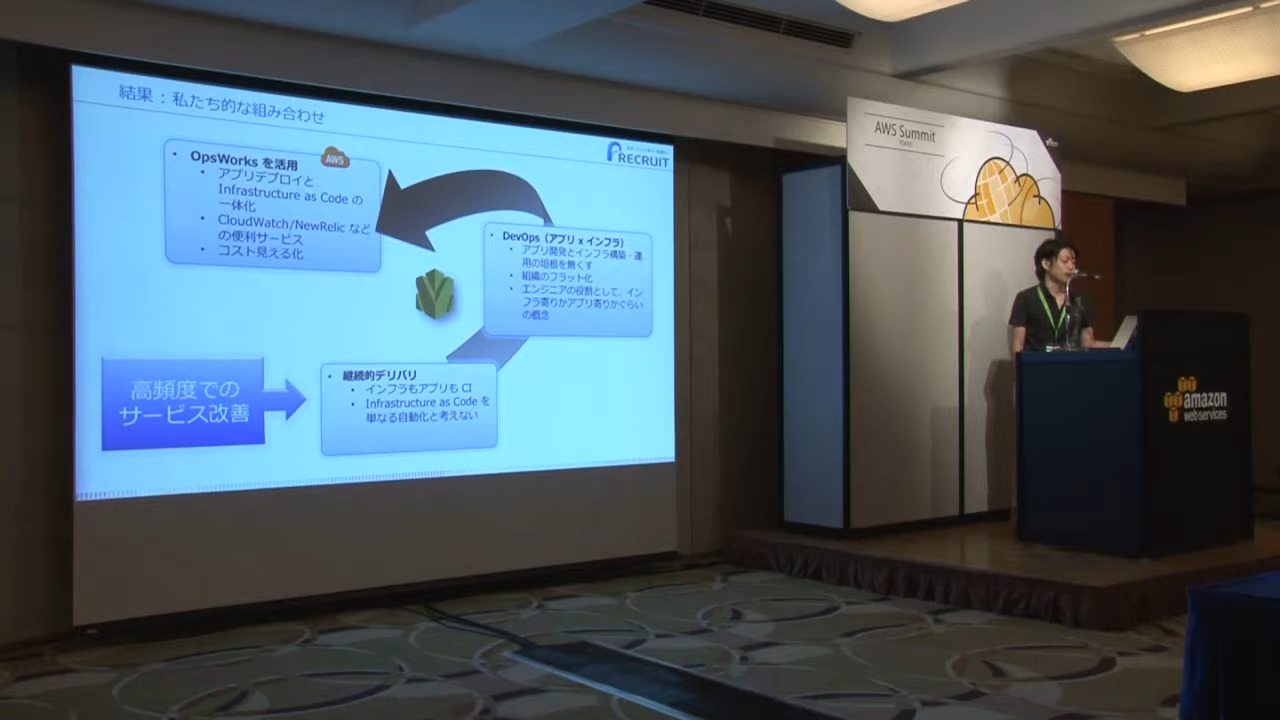 結果：私たち的な組み合わせ
RECRUIT
• OpsWorks を活用
AWS
• アプリデプロイと
Infrastructure as Code の
一体化
• CloudWatch/NewRelic など
の便利サービス
• コスト見える化
• DevOps（アプリ x インフラ）
• アプリ開発とインフラ構築・運
用の垣根を無くす
• 組織のフラット化
• エンジニアの役割として、イン
フラ寄りかアプリ寄りかぐらい
の概念
高頻度での
サービス改善
• 継続的デリバリ
• インフラもアプリも CI
• Infrastructure as Code を
単なる自動化と考えない
AWS Summit
TOKYO
amazon
webservices